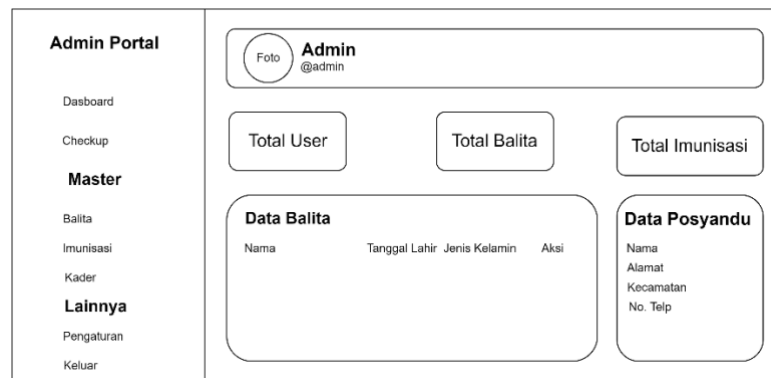 Admin Portal
Dasboard
Checkup
Master
Balita
Imunisasi
Kader
Lainnya
Pengaturan
Keluar
Foto
Admin
@admin
Total User
Total Balita
Total Imunisasi
Data Balita
Nama Tanggal Lahir Jenis Kelamin Aksi
Data Posyandu
Nama
Alamat
Kecamatan
No. Telp